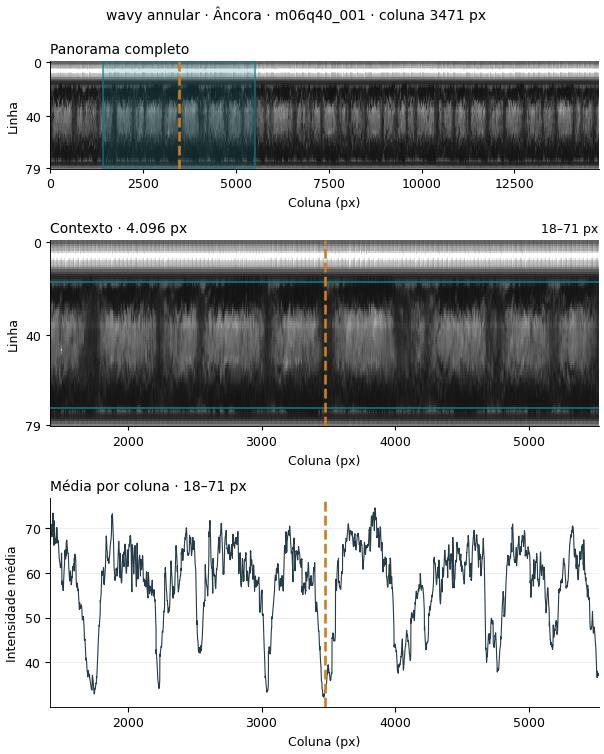 wavy annular · Âncora · m06q40_001 · coluna 3471 px
Panorama completo
0
40
79
Linha
0 2500 5000 7500 10000 12500
Coluna (px)
Contexto · 4.096 px
18–71 px
0
40
79
Linha
2000 3000 4000 5000
Coluna (px)
Média por coluna · 18–71 px
70
60
50
40
Intensidade média
2000 3000 4000 5000
Coluna (px)